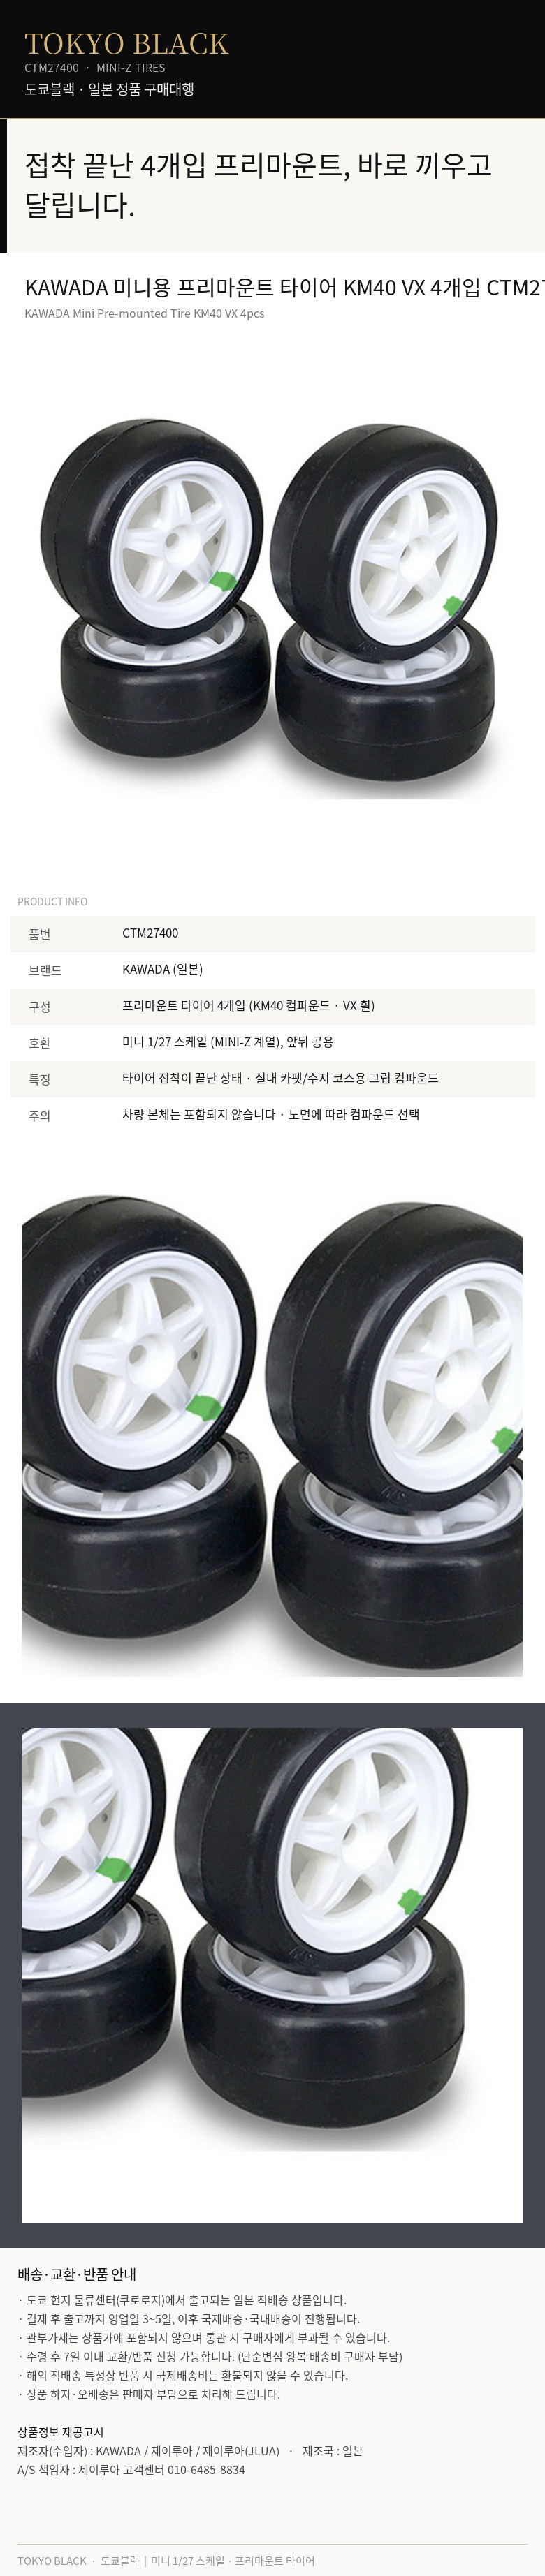 TOKYO BLACK
CTM27400 · MINI-Z TIRES
도쿄블랙 · 일본 정품 구매대행
접착 끝난 4개입 프리마운트, 바로 끼우고
달립니다.
KAWADA 미니용 프리마운트 타이어 KM40 VX 4개입 CTM27
KAWADA Mini Pre-mounted Tire KM40 VX 4pcs
PRODUCT INFO
품번 CTM27400
브랜드 KAWADA (일본)
구성 프리마운트 타이어 4개입 (KM40 컴파운드 · VX 휠)
호환 미니 1/27 스케일 (MINI-Z 계열), 앞뒤 공용
특징 타이어 접착이 끝난 상태 · 실내 카펫/수지 코스용 그립 컴파운드
주의 차량 본체는 포함되지 않습니다 · 노면에 따라 컴파운드 선택
배송·교환·반품 안내
· 도쿄 현지 물류센터(쿠로로지)에서 출고되는 일본 직배송 상품입니다.
· 결제 후 출고까지 영업일 3~5일, 이후 국제배송·국내배송이 진행됩니다.
· 관부가세는 상품가에 포함되지 않으며 통관 시 구매자에게 부과될 수 있습니다.
· 수령 후 7일 이내 교환/반품 신청 가능합니다. (단순변심 왕복 배송비 구매자 부담)
· 해외 직배송 특성상 반품 시 국제배송비는 환불되지 않을 수 있습니다.
· 상품 하자·오배송은 판매자 부담으로 처리해 드립니다.
상품정보 제공고시
제조자(수입자) : KAWADA / 제이루아 / 제이루아(JLUA) · 제조국 : 일본
A/S 책임자 : 제이루아 고객센터 010-6485-8834
TOKYO BLACK · 도쿄블랙 | 미니 1/27 스케일 · 프리마운트 타이어